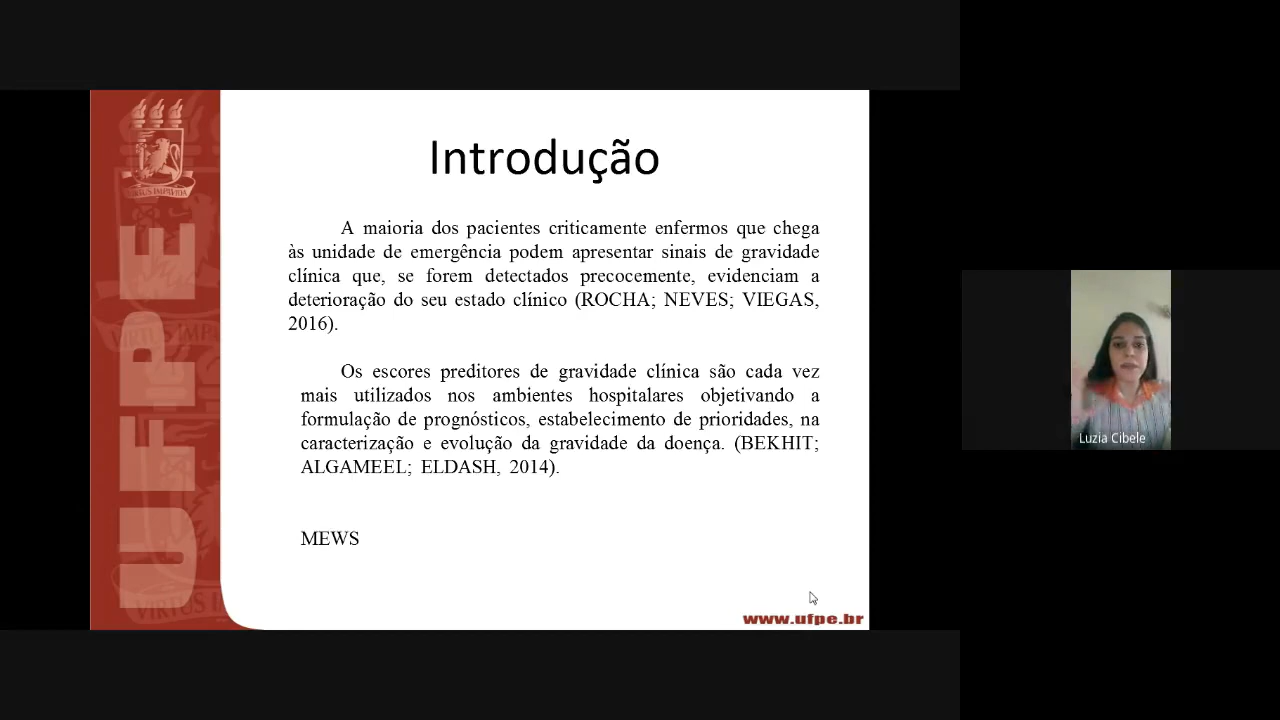 Introdução
A maioria dos pacientes criticamente enfermos que chega
às unidade de emergência podem apresentar sinais de gravidade
clínica que, se forem detectados precocemente, evidenciam a
deterioração do seu estado clínico (ROCHA; NEVES; VIEGAS,
2016).
Os escores preditores de gravidade clínica são cada vez
mais utilizados nos ambientes hospitalares objetivando a
formulação de prognósticos, estabelecimento de prioridades, na
caracterização e evolução da gravidade da doença. (BEKHIT;
ALGAMEEL; ELDASH, 2014).
MEWS
www.ufpe.br
UFPE
VIRTUS IMPAVIDA
Luzia Cibele